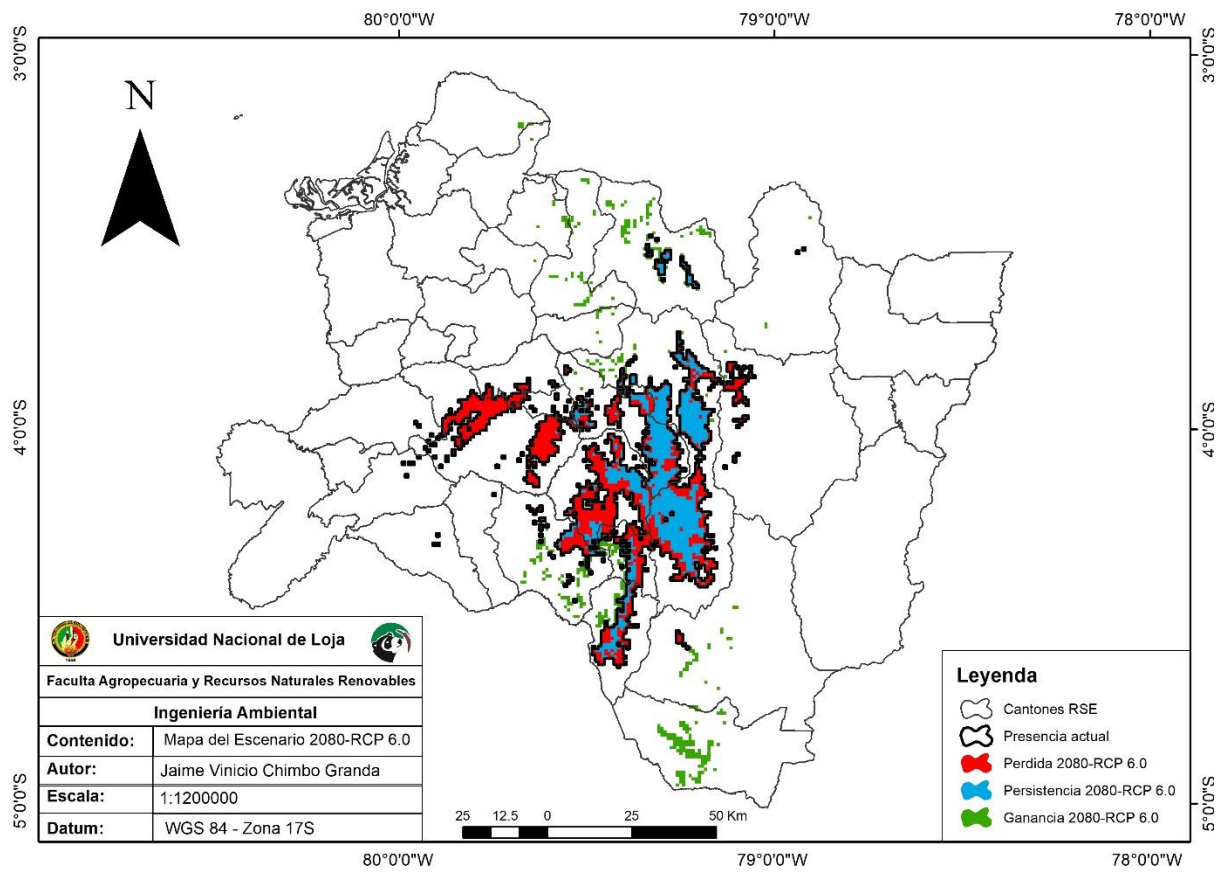 80°0'0"W 79°0'0"W 78°0'0"W
3°0'0"S
3°0'0"S
N
4°0'0"S
4°0'0"S
Universidad Nacional de Loja
Faculta Agropecuaria y Recursos Naturales Renovables
Ingeniería Ambiental
Contenido: Mapa del Escenario 2080-RCP 6.0
Autor: Jaime Vinicio Chimbo Granda
Escala: 1:1200000
Datum: WGS 84 - Zona 17S
25 12.5 0 25 50 Km
Leyenda
Cantones RSE
Presencia actual
Perdida 2080-RCP 6.0
Persistencia 2080-RCP 6.0
Ganancia 2080-RCP 6.0
5°0'0"S
5°0'0"S
80°0'0"W 79°0'0"W 78°0'0"W